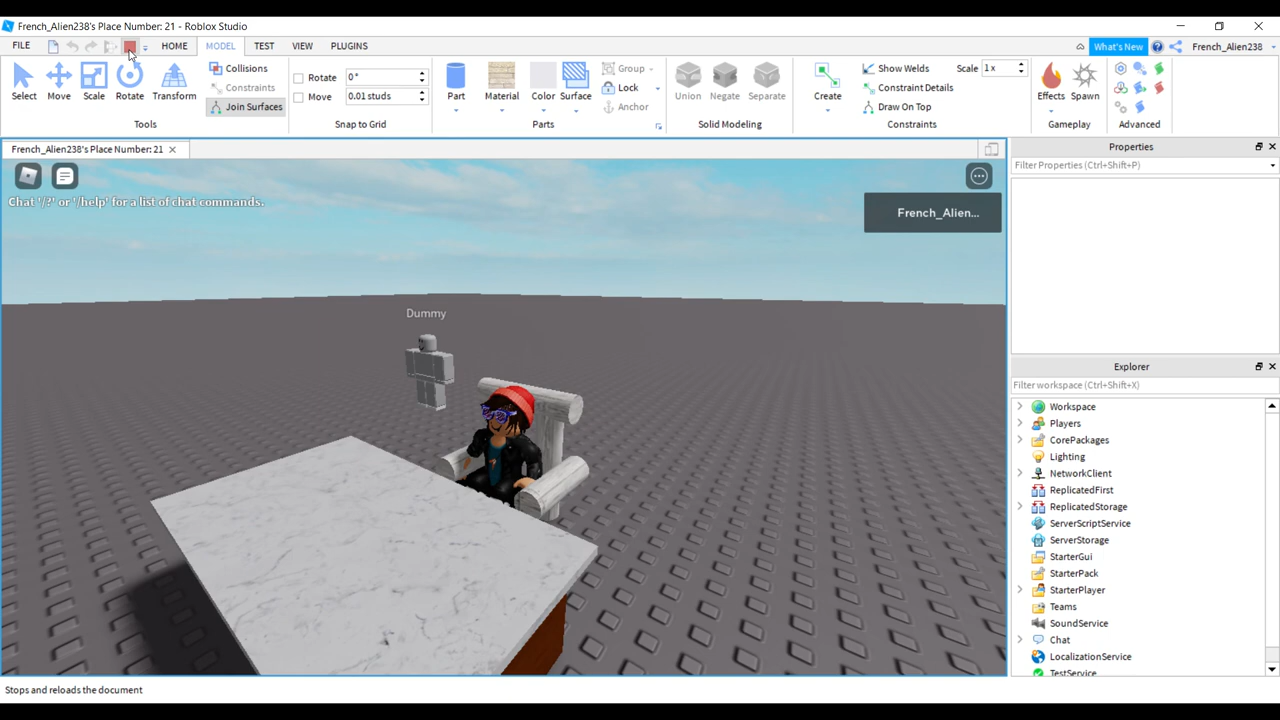 French_Alien238's Place Number: 21 - Roblox Studio
FILE HOME MODEL TEST VIEW PLUGINS What's New French_Alien238
Select Move Scale Rotate Transform
Collisions
Constraints
Join Surfaces
Tools
Rotate 0°
Move 0.01 studs
Snap to Grid
Part Material Color Surface
Group
Lock
Anchor
Parts
Union Negate Separate
Solid Modeling
Create
Show Welds Scale 1 x
Constraint Details
Draw On Top
Constraints
Effects Spawn
Gameplay
Advanced
French_Alien238's Place Number: 21
Chat '/?' or '/help' for a list of chat commands.
French_Alien...
Dummy
Properties
Filter Properties (Ctrl+Shift+P)
Explorer
Filter workspace (Ctrl+Shift+X)
Workspace
Players
CorePackages
Lighting
NetworkClient
ReplicatedFirst
ReplicatedStorage
ServerScriptService
ServerStorage
StarterGui
StarterPack
StarterPlayer
Teams
SoundService
Chat
LocalizationService
TestService
Stops and reloads the document